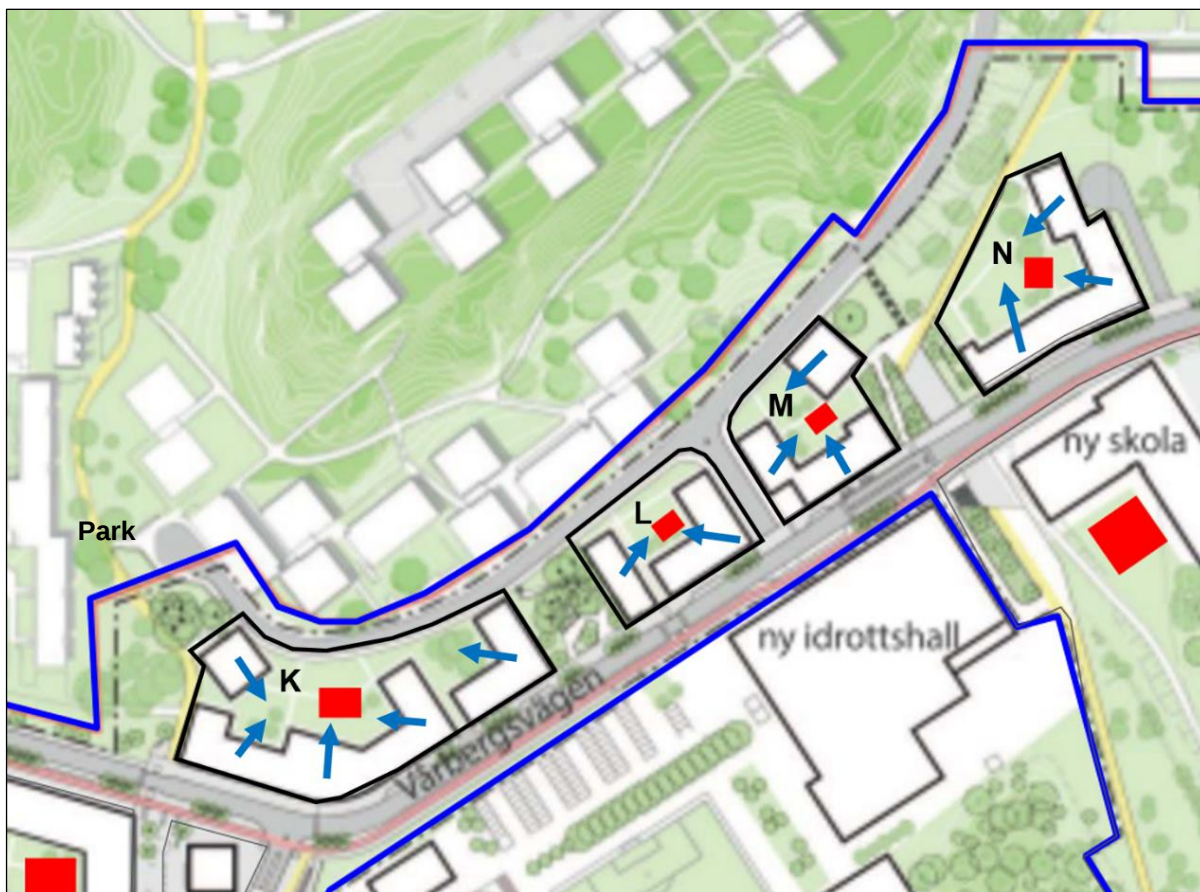 N
M
ny skola
L
Park
ny idrottshall
K
Vårbergsvägen